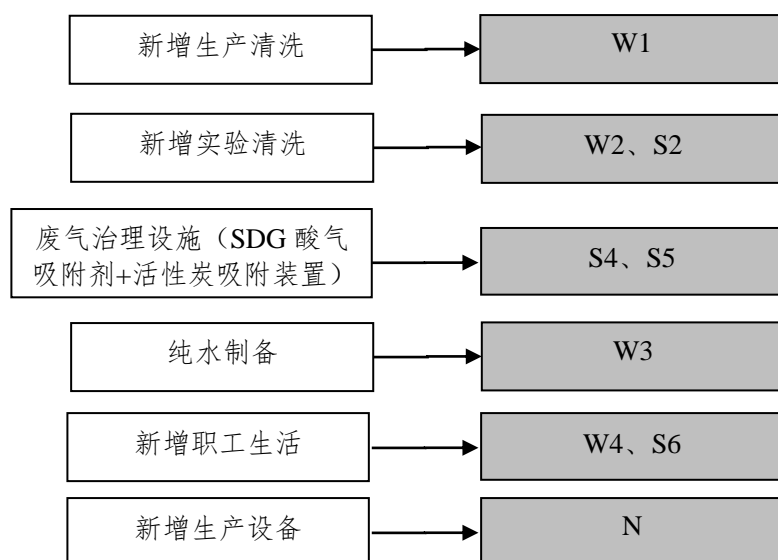 新增生产清洗
W1
新增实验清洗
W2、S2
废气治理设施（SDG 酸气
吸附剂+活性炭吸附装置）
S4、S5
纯水制备
W3
新增职工生活
W4、S6
新增生产设备
N